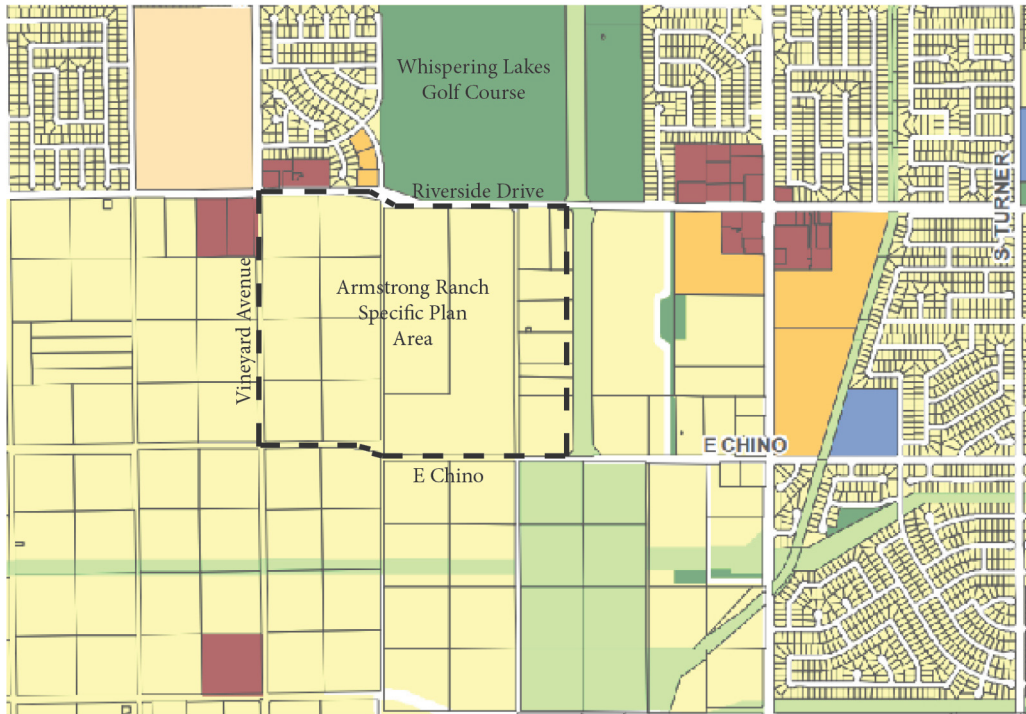 Whispering Lakes
Golf Course
Riverside Drive
S. TURNER
Armstrong Ranch
Specific Plan
Area
Vineyard Avenue
E CHINO
E Chino